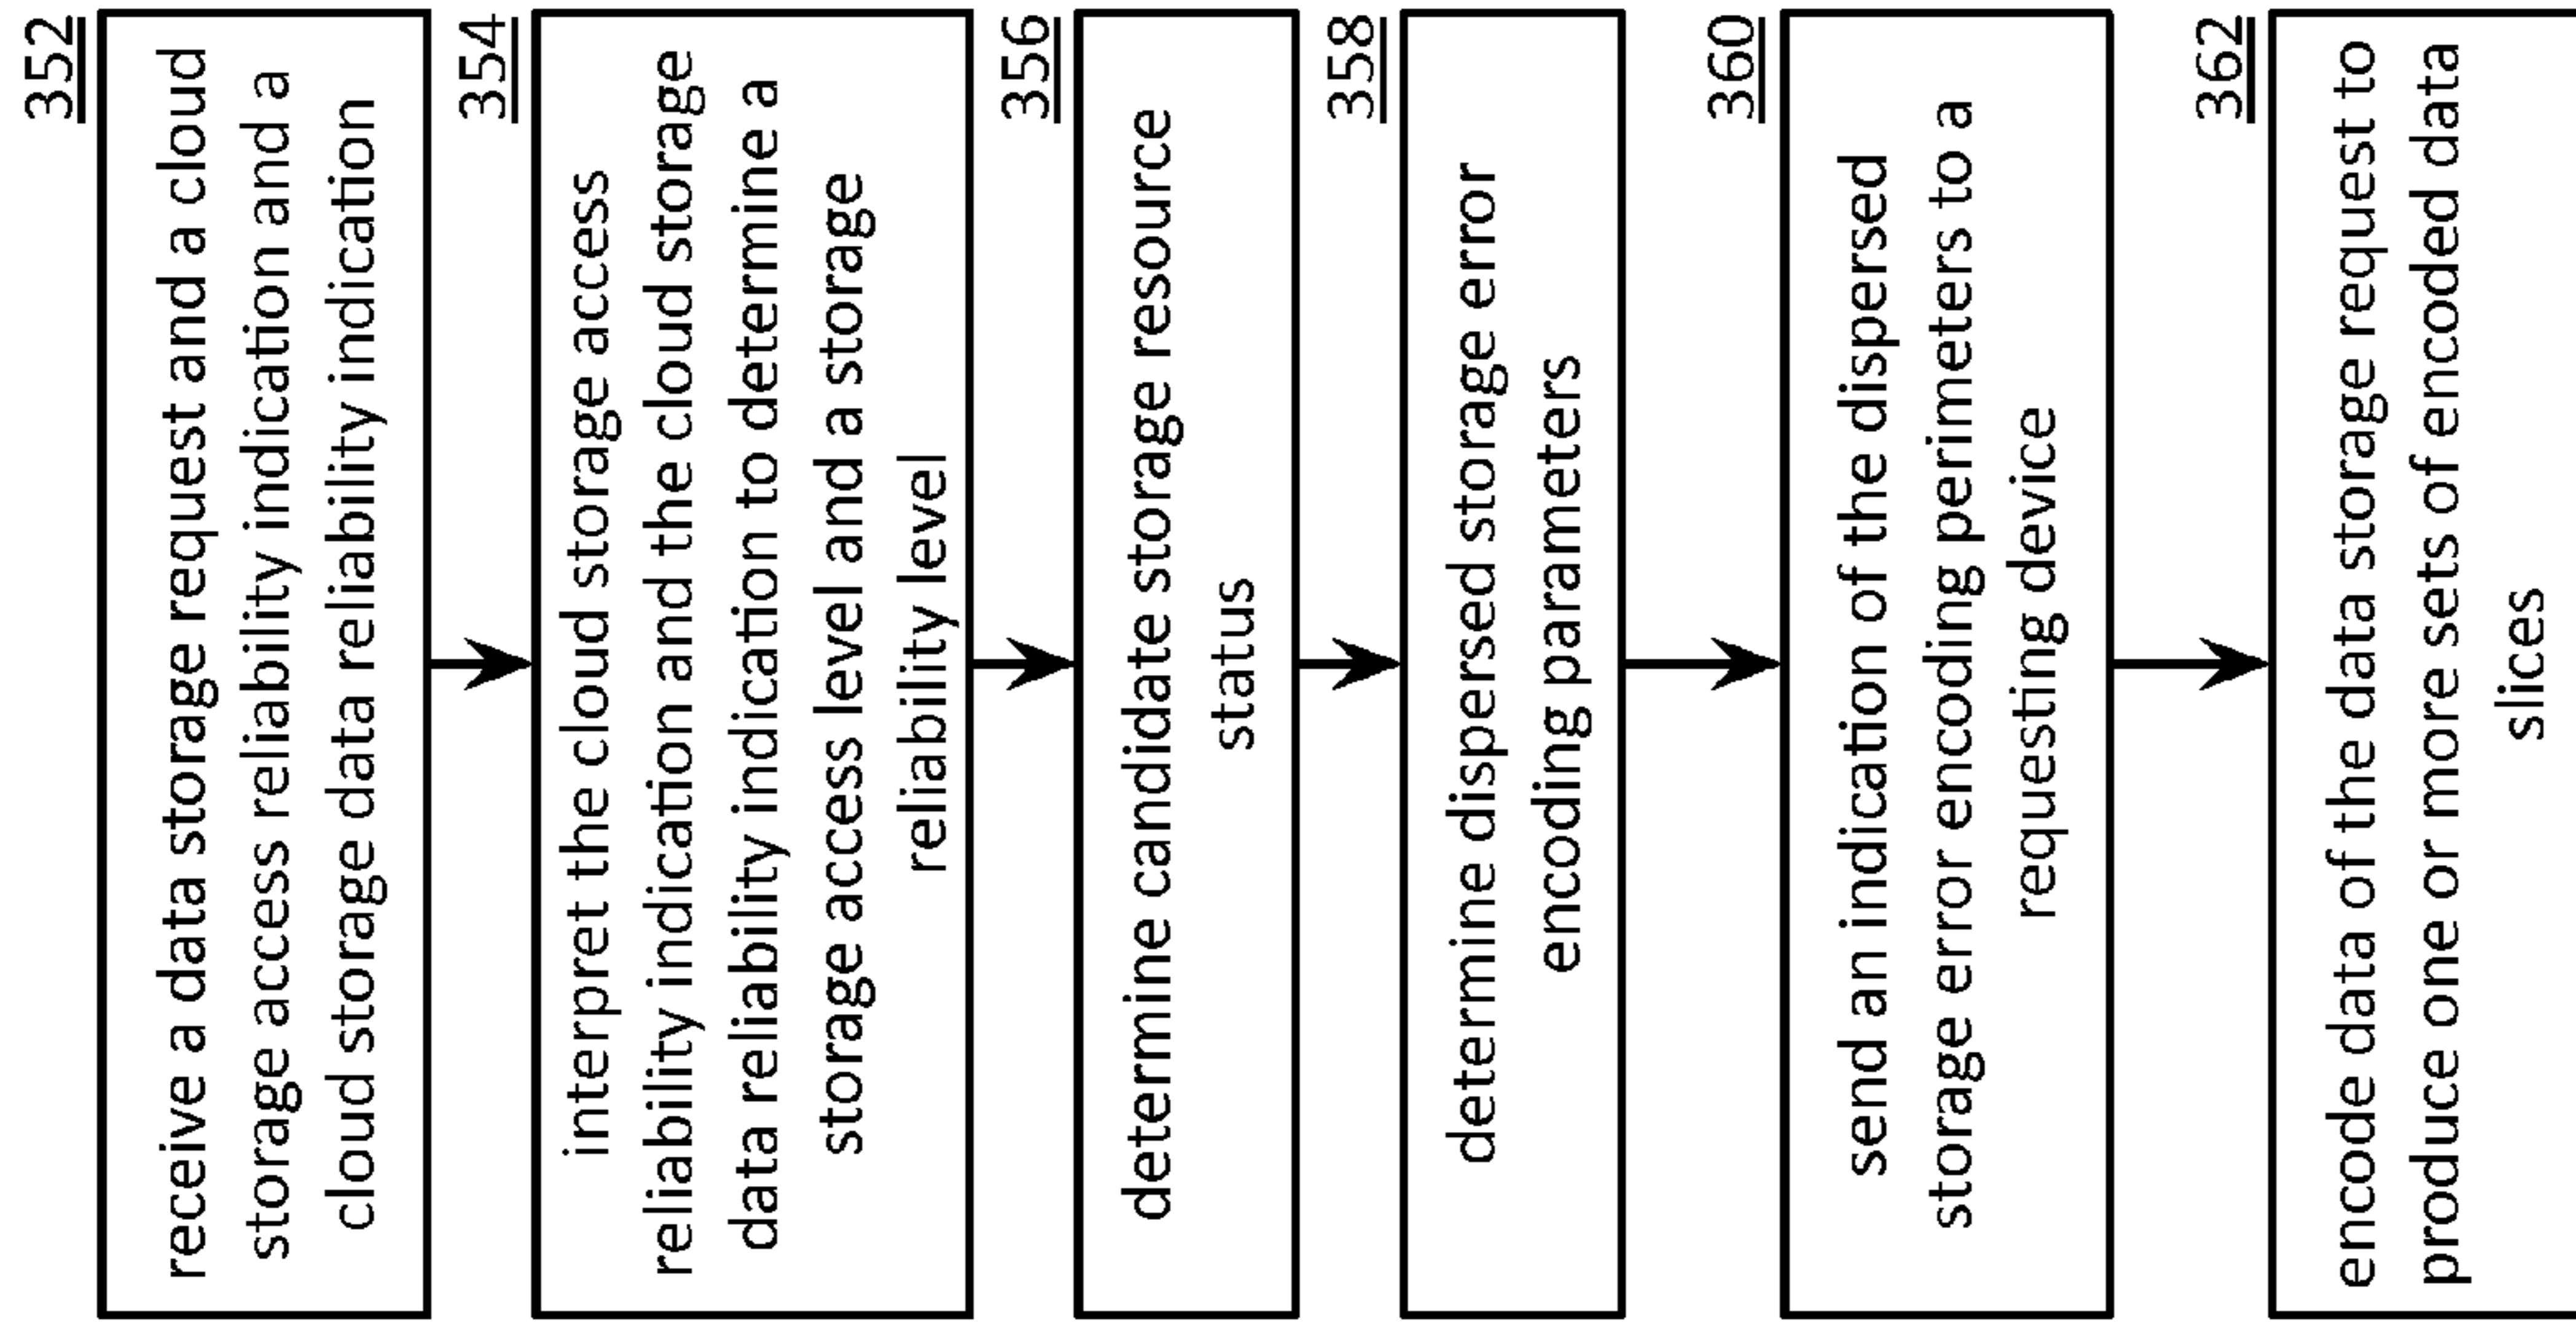 352
receive a data storage request and a cloud
storage access reliability indication and a
cloud storage data reliability indication
354
interpret the cloud storage access
reliability indication and the cloud storage
data reliability indication to determine a
storage access level and a storage
reliability level
356
determine candidate storage resource
status
358
determine dispersed storage error
encoding parameters
360
send an indication of the dispersed
storage error encoding perimeters to a
requesting device
362
encode data of the data storage request to
produce one or more sets of encoded data
slices